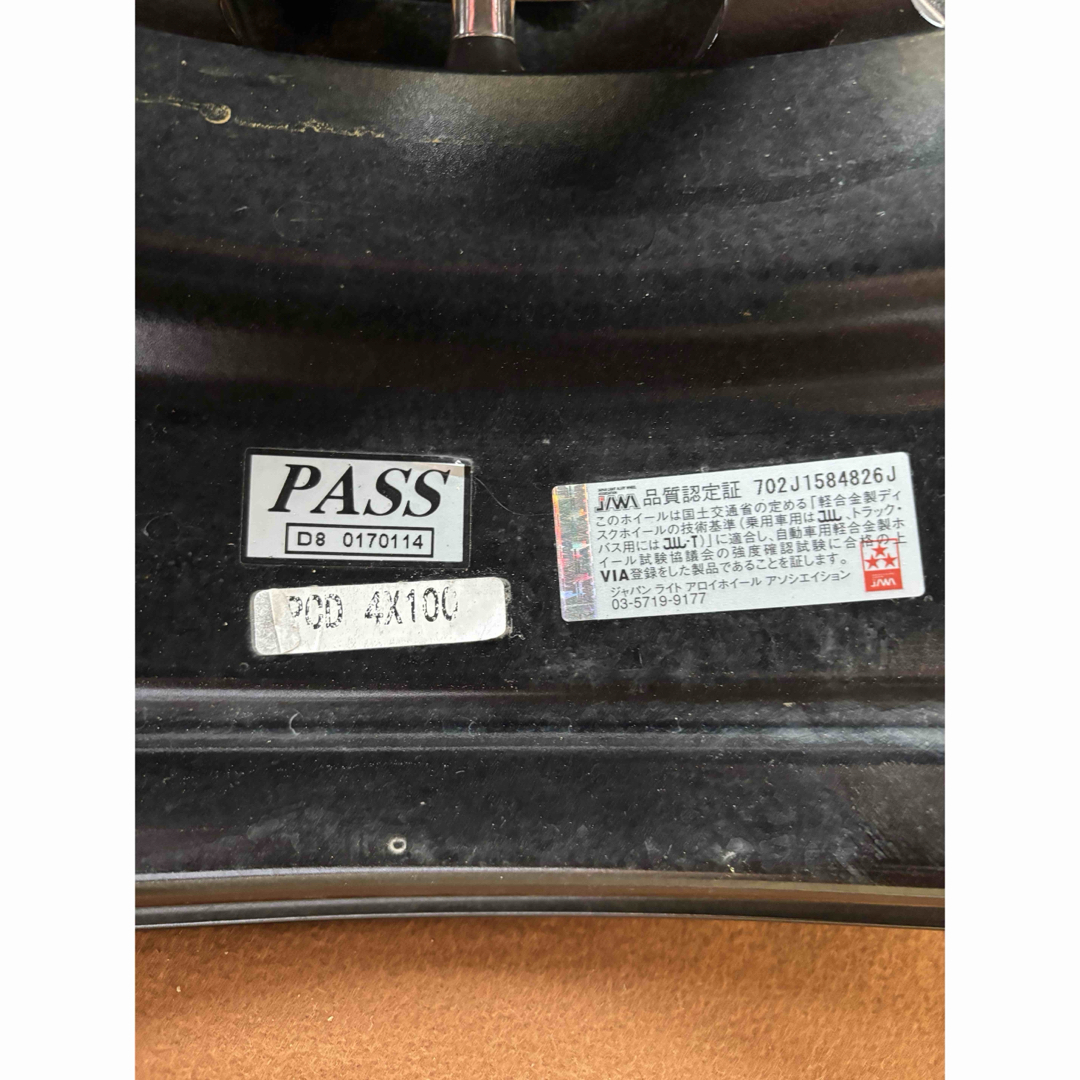 PASS
D8 0170114
PCD 4X100
JAWA 品質認定証 702J1584826J
このホイールは国土交通省の定める「軽合金製ディ
スクホイールの技術基準(乗用車用はJWL、トラック・
バス用にはJWL-T)」に適合し、自動車用軽合金製ホ
イール試験協議会の強度確認試験に合格の上
VIA登録をした製品であることを証します。
ジャパン ライト アロイホイール アソシエイション
03-5719-9177
JAWA